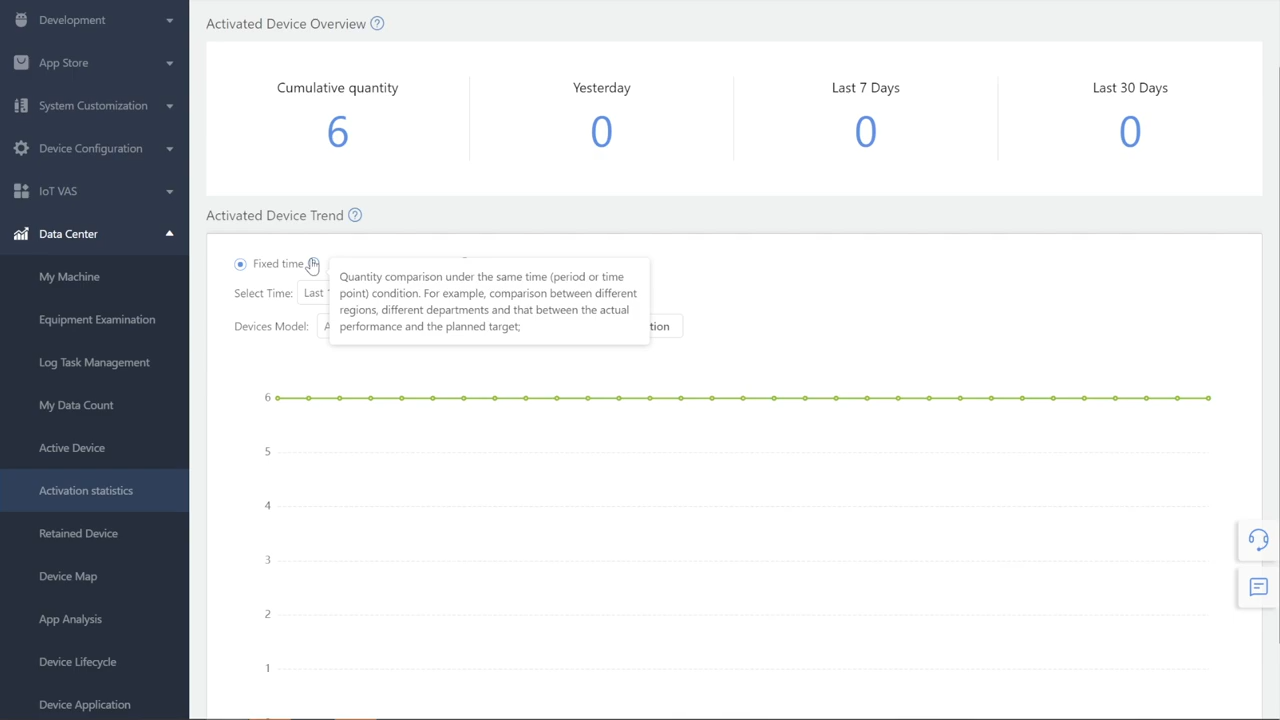 Development
App Store
System Customization
Device Configuration
IoT VAS
Data Center
My Machine
Equipment Examination
Log Task Management
My Data Count
Active Device
Activation statistics
Retained Device
Device Map
App Analysis
Device Lifecycle
Device Application
Activated Device Overview ?
Cumulative quantity
6
Yesterday
0
Last 7 Days
0
Last 30 Days
0
Activated Device Trend ?
Fixed time
Quantity comparison under the same time (period or time
point) condition. For example, comparison between different
regions, different departments and that between the actual
performance and the planned target;
Select Time: Last
Devices Model:
6
5
4
3
2
1